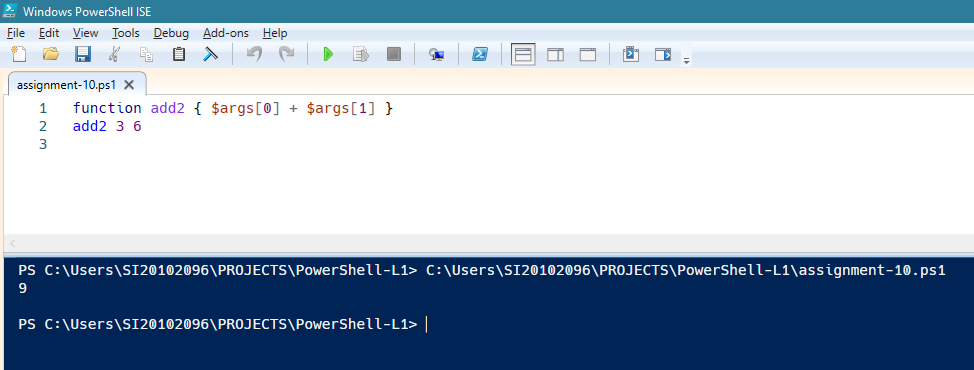 Windows PowerShell ISE
File Edit View Tools Debug Add-ons Help
assignment-10.ps1
1 function add2 { $args[0] + $args[1] }
2 add2 3 6
3
PS C:\Users\SI20102096\PROJECTS\PowerShell-L1> C:\Users\SI20102096\PROJECTS\PowerShell-L1\assignment-10.ps1
9
PS C:\Users\SI20102096\PROJECTS\PowerShell-L1>